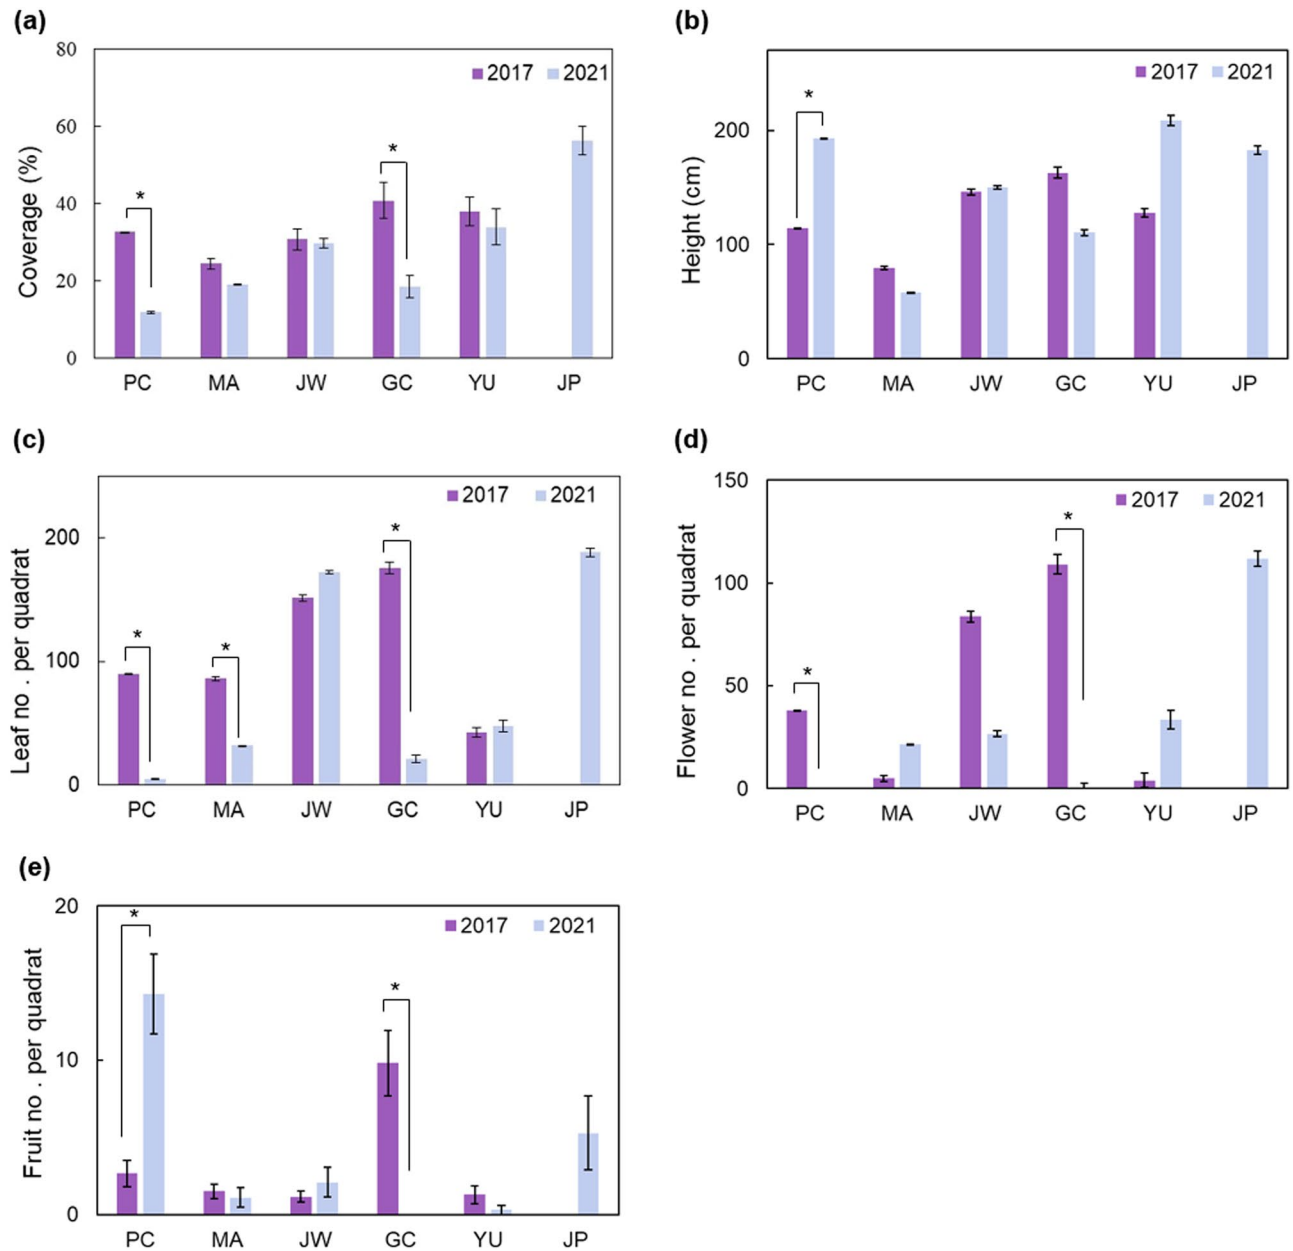 (a)
80
60
40
20
0
Coverage (%)
2017 2021
*
*
PC MA JW GC YU JP
(b)
200
100
0
Height (cm)
2017 2021
*
PC MA JW GC YU JP
(c)
200
100
0
Leaf no . per quadrat
2017 2021
*
*
*
PC MA JW GC YU JP
(d)
150
100
50
0
Flower no . per quadrat
2017 2021
*
*
PC MA JW GC YU JP
(e)
20
10
0
Fruit no . per quadrat
2017 2021
*
*
PC MA JW GC YU JP